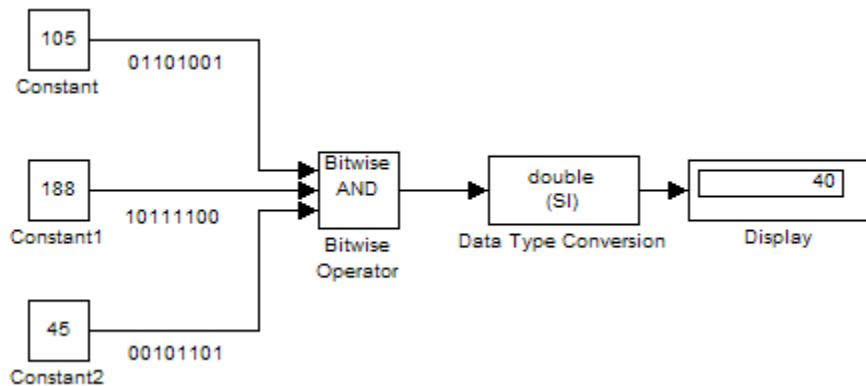 105
01101001
Constant
188
10111100
Constant1
45
00101101
Constant2
Bitwise
AND
Bitwise
Operator
double
(SI)
Data Type Conversion
40
Display